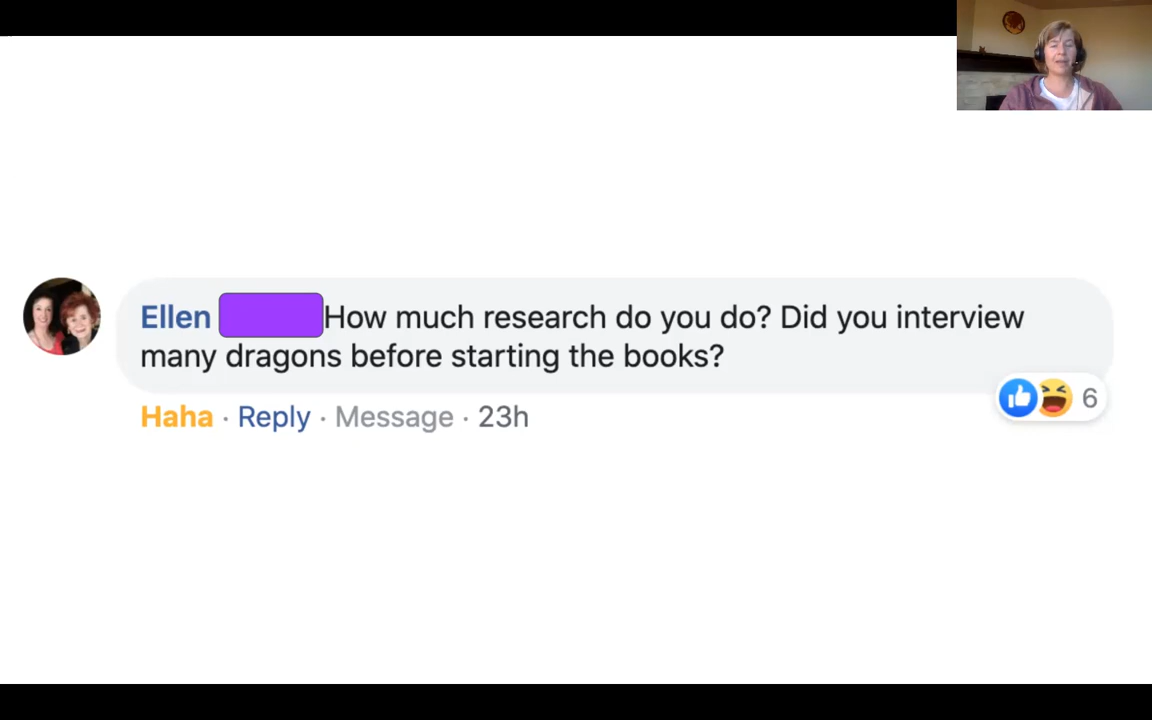 Ellen How much research do you do? Did you interview
many dragons before starting the books?
Haha · Reply · Message · 23h
6